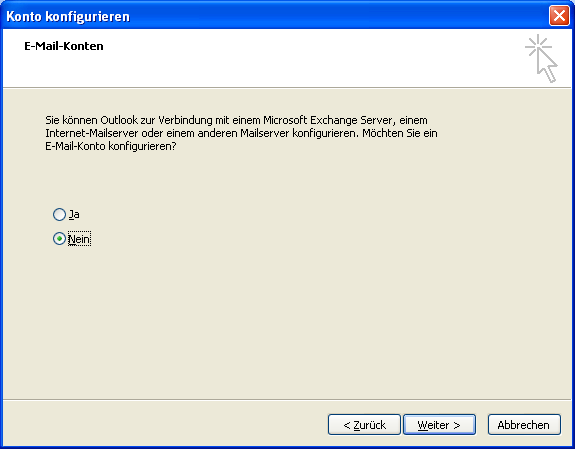 Konto konfigurieren
E-Mail-Konten
Sie können Outlook zur Verbindung mit einem Microsoft Exchange Server, einem
Internet-Mailserver oder einem anderen Mailserver konfigurieren. Möchten Sie ein
E-Mail-Konto konfigurieren?
Ja
Nein
< Zurück
Weiter >
Abbrechen